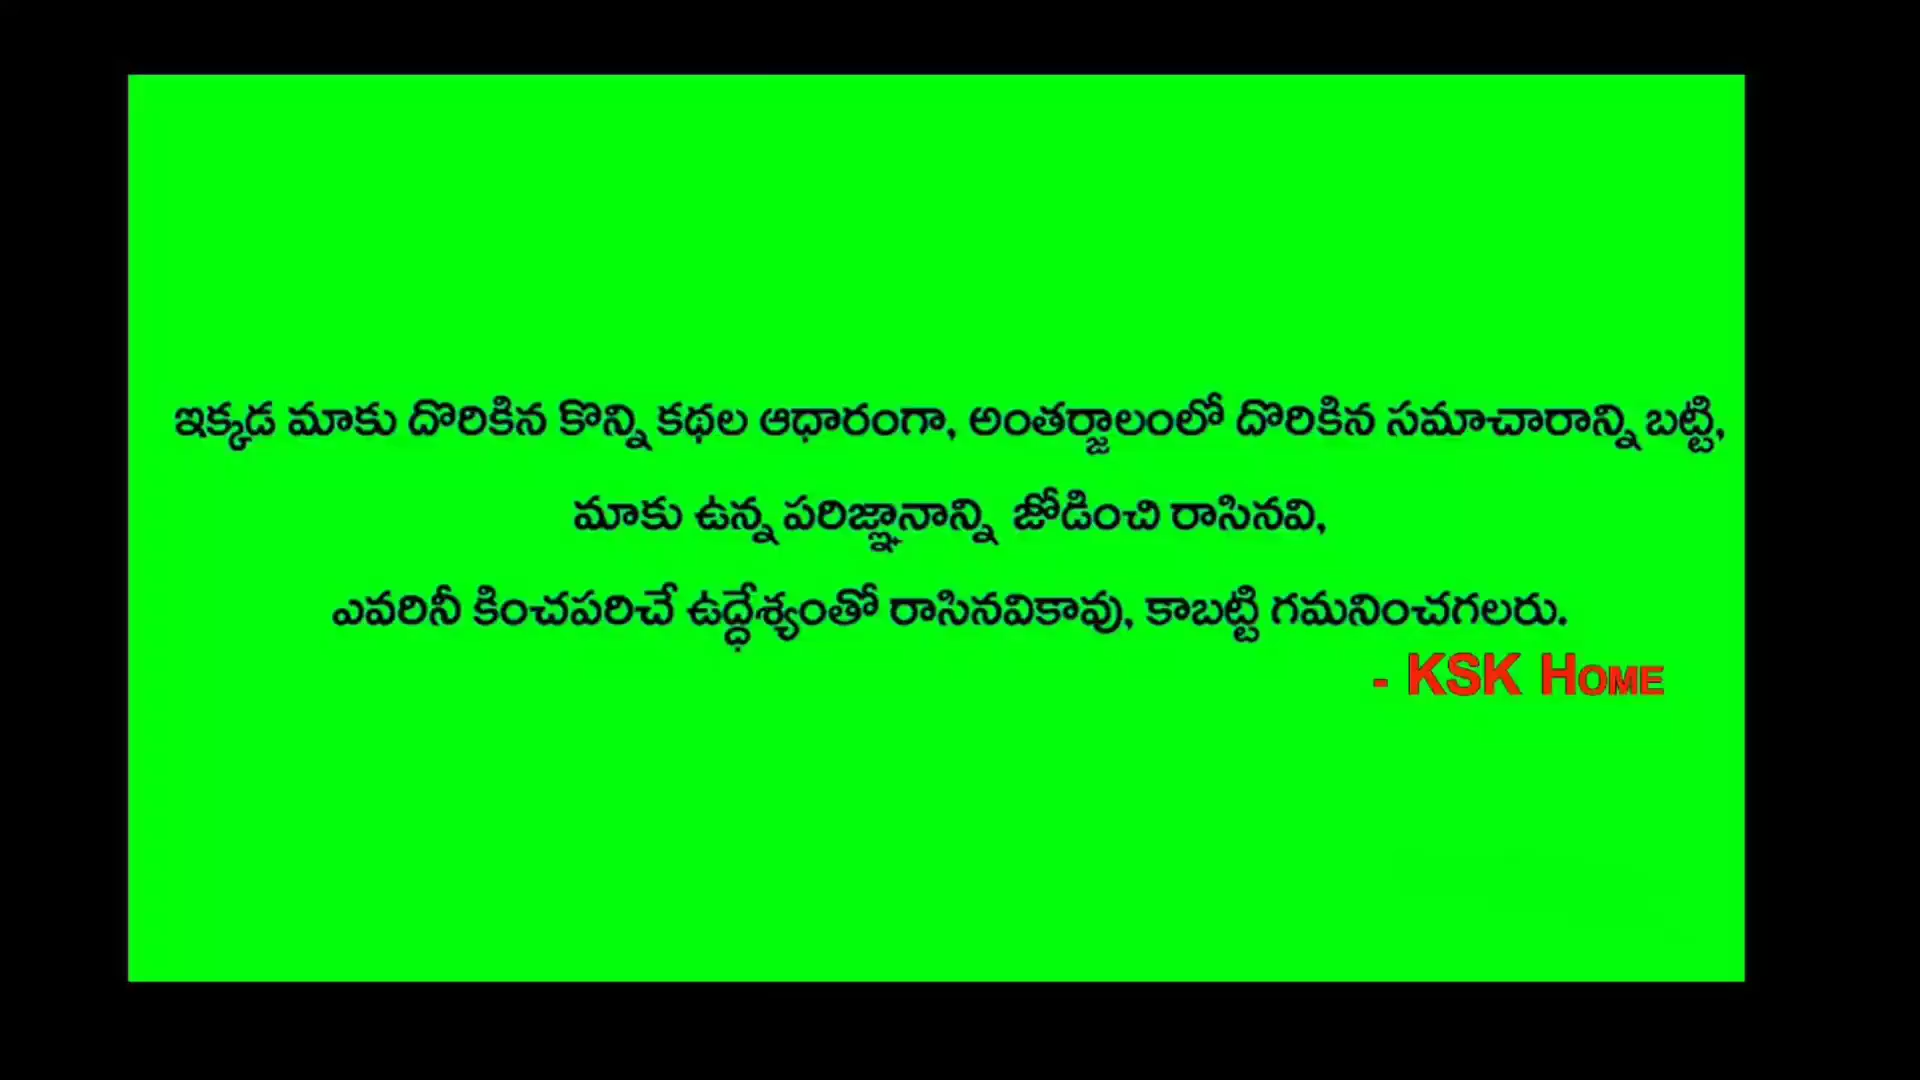 ఇక్కడ మాకు దొరికిన కొన్ని కథల ఆధారంగా, అంతర్జాలంలో దొరికిన సమాచారాన్ని బట్టి,
మాకు ఉన్న పరిజ్ఞానాన్ని జోడించి రాసినవి,
ఎవరినీ కించపరిచే ఉద్ధేశ్యంతో రాసినవికావు, కాబట్టి గమనించగలరు.
- KSK HOME